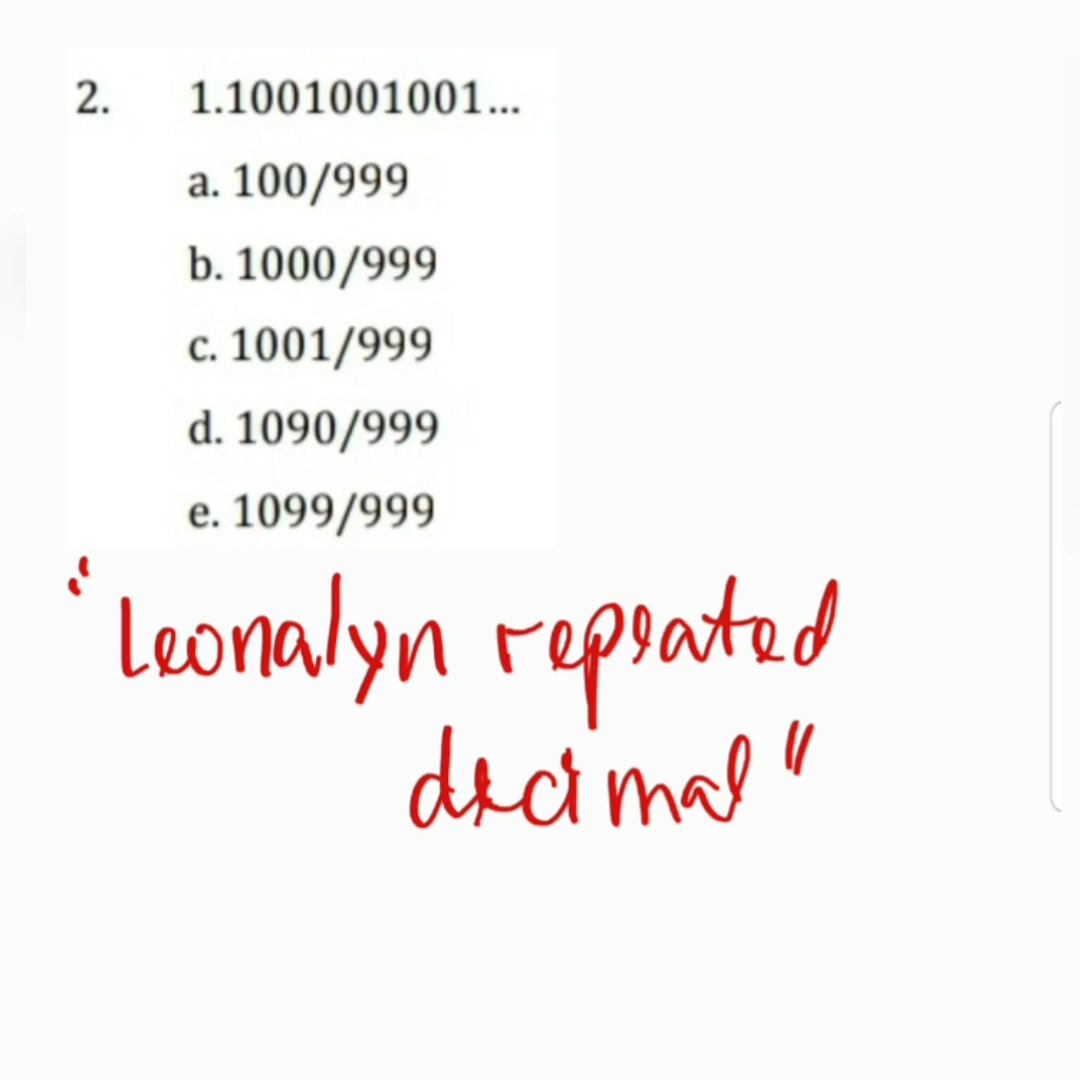 2. 1.1001001001...
a. 100/999
b. 1000/999
c. 1001/999
d. 1090/999
e. 1099/999
"Leonalyn repeated
decimal"